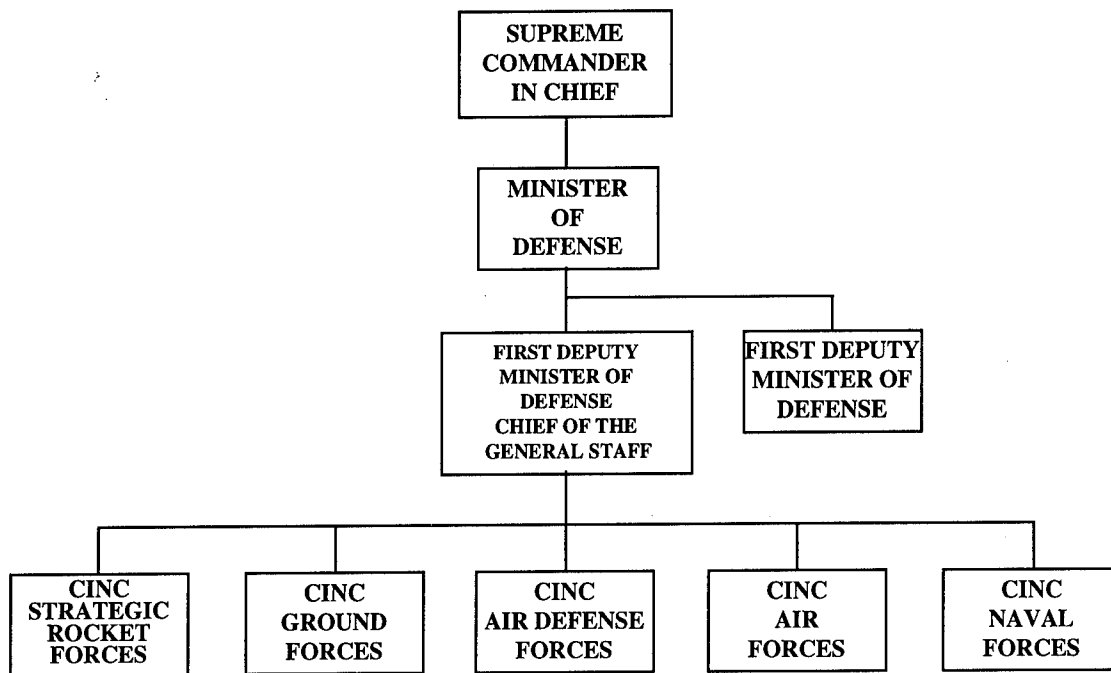 SUPREME
COMMANDER
IN CHIEF
MINISTER
OF
DEFENSE
FIRST DEPUTY
MINISTER OF
DEFENSE
CHIEF OF THE
GENERAL STAFF
FIRST DEPUTY
MINISTER OF
DEFENSE
CINC
STRATEGIC
ROCKET
FORCES
CINC
GROUND
FORCES
CINC
AIR DEFENSE
FORCES
CINC
AIR
FORCES
CINC
NAVAL
FORCES